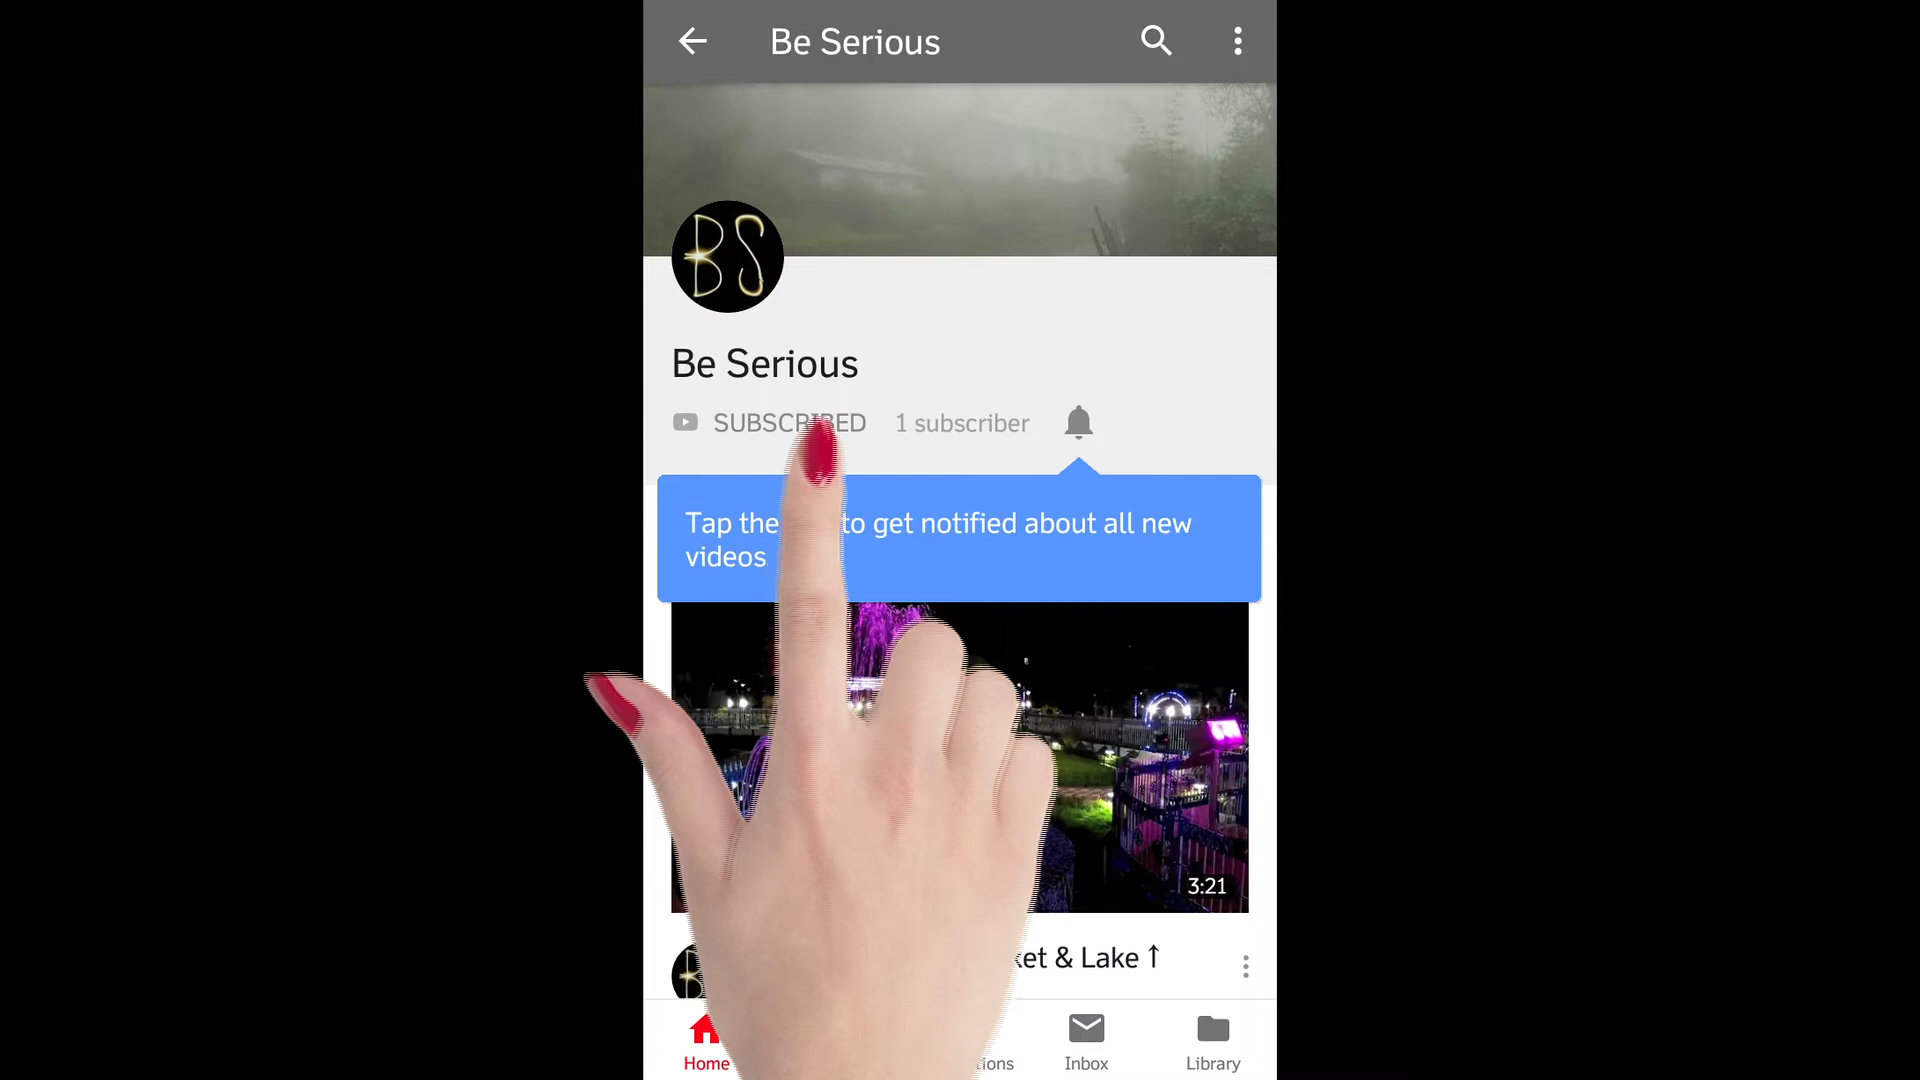 Be Serious
BS
Be Serious
SUBSCRIBED 1 subscriber
Tap the to get notified about all new
videos
3:21
& Lake ↑
Home Inbox Library